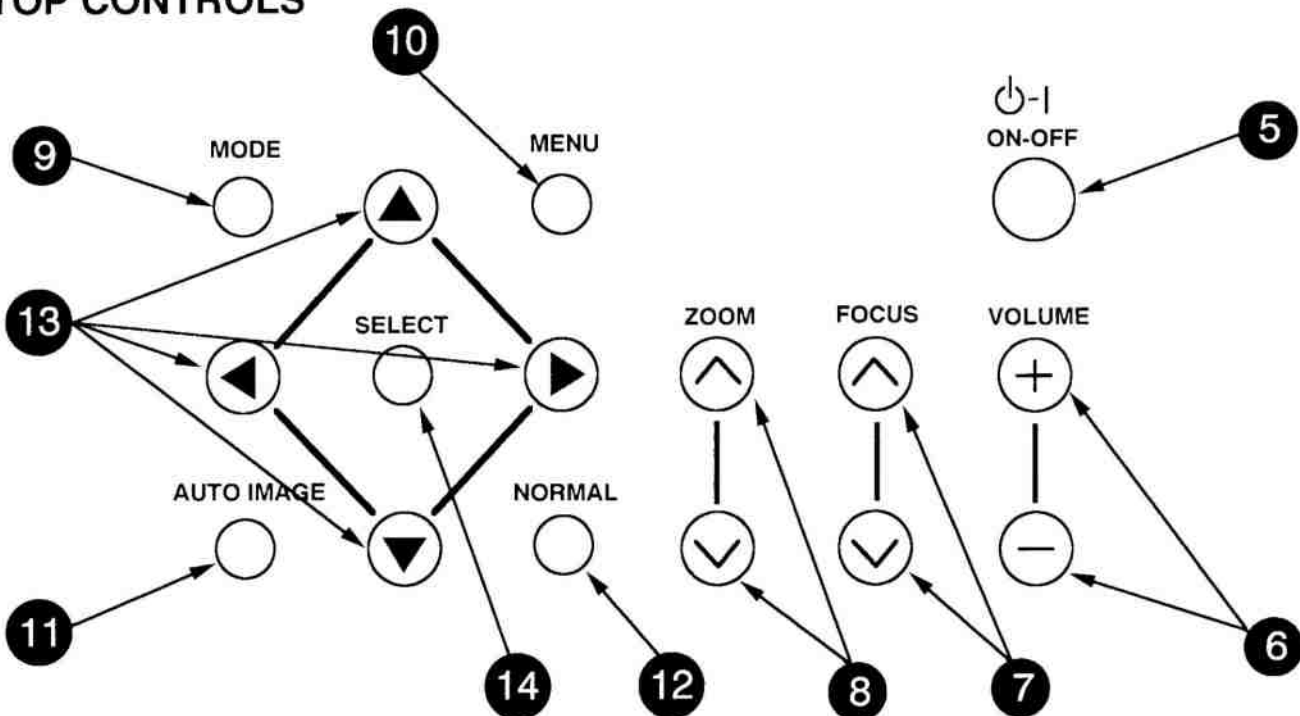 TOP CONTROLS
10
⏻-I
5
9
MODE
MENU
ON-OFF
13
SELECT
ZOOM
FOCUS
VOLUME
+
AUTO IMAGE
NORMAL
−
11
14
12
8
7
6